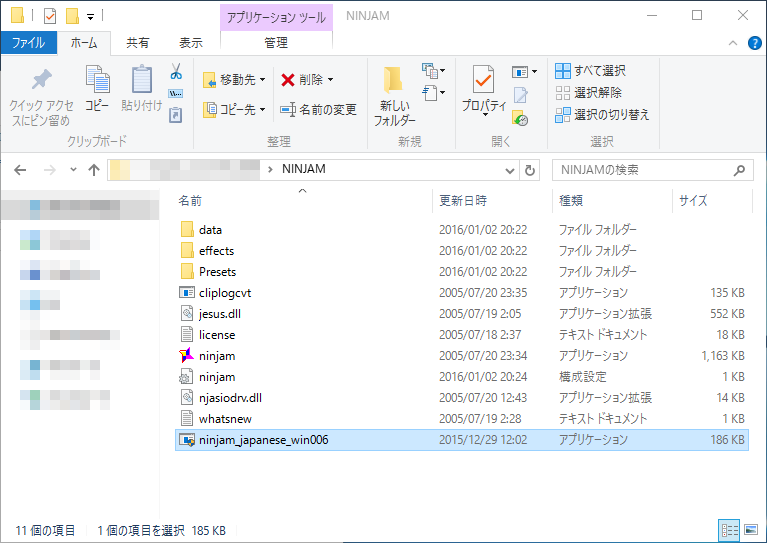 アプリケーション ツール NINJAM
ファイル ホーム 共有 表示 管理
クイック アクセスにピン留め
コピー
貼り付け
クリップボード
移動先
コピー先
削除
名前の変更
整理
新しいフォルダー
新規
プロパティ
開く
すべて選択
選択解除
選択の切り替え
選択
NINJAM
NINJAMの検索
名前 更新日時 種類 サイズ
data 2016/01/02 20:22 ファイル フォルダー
effects 2016/01/02 20:22 ファイル フォルダー
Presets 2016/01/02 20:22 ファイル フォルダー
cliplogcvt 2005/07/20 23:35 アプリケーション 135 KB
jesus.dll 2005/07/19 2:05 アプリケーション拡張 552 KB
license 2005/07/18 2:37 テキスト ドキュメント 18 KB
ninjam 2005/07/20 23:34 アプリケーション 1,163 KB
ninjam 2016/01/02 20:24 構成設定 1 KB
njasiodrv.dll 2005/07/20 12:43 アプリケーション拡張 14 KB
whatsnew 2005/07/19 2:28 テキスト ドキュメント 1 KB
ninjam_japanese_win006 2015/12/29 12:02 アプリケーション 186 KB
11 個の項目 1 個の項目を選択 185 KB